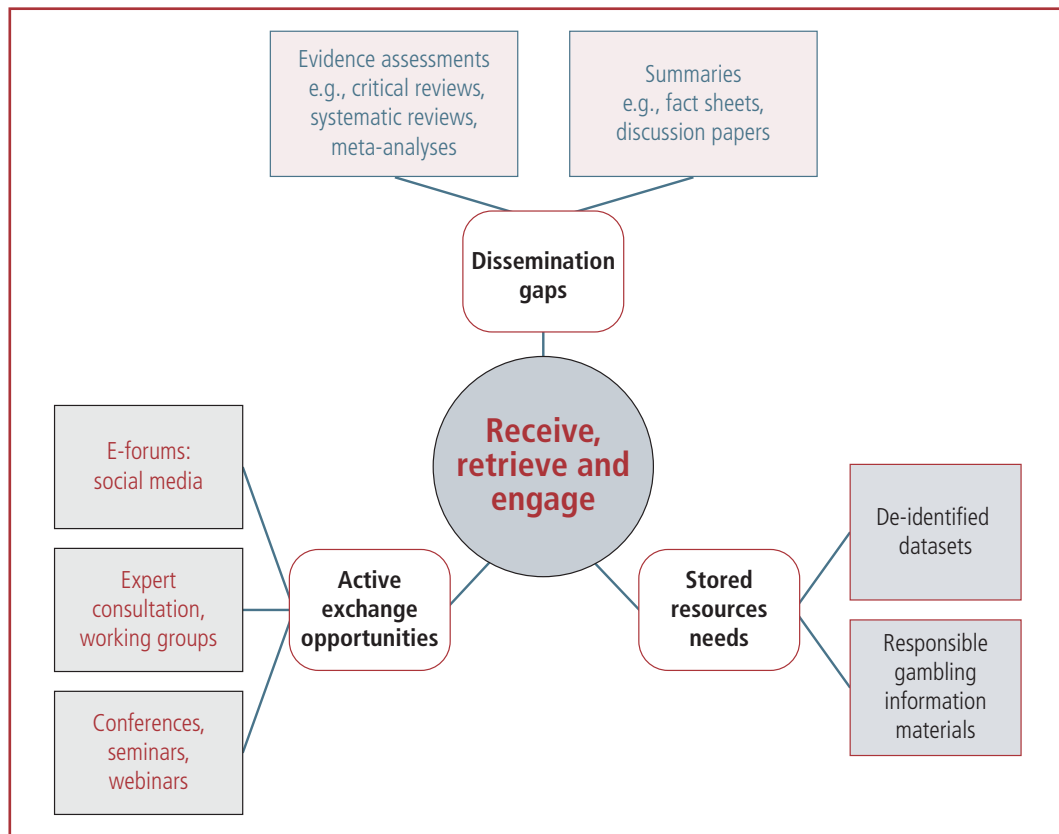 Evidence assessments
e.g., critical reviews,
systematic reviews,
meta-analyses
Summaries
e.g., fact sheets,
discussion papers
Dissemination
gaps
Receive,
retrieve and
engage
E-forums:
social media
Expert
consultation,
working groups
Conferences,
seminars,
webinars
Active
exchange
opportunities
Stored
resources
needs
De-identified
datasets
Responsible
gambling
information
materials